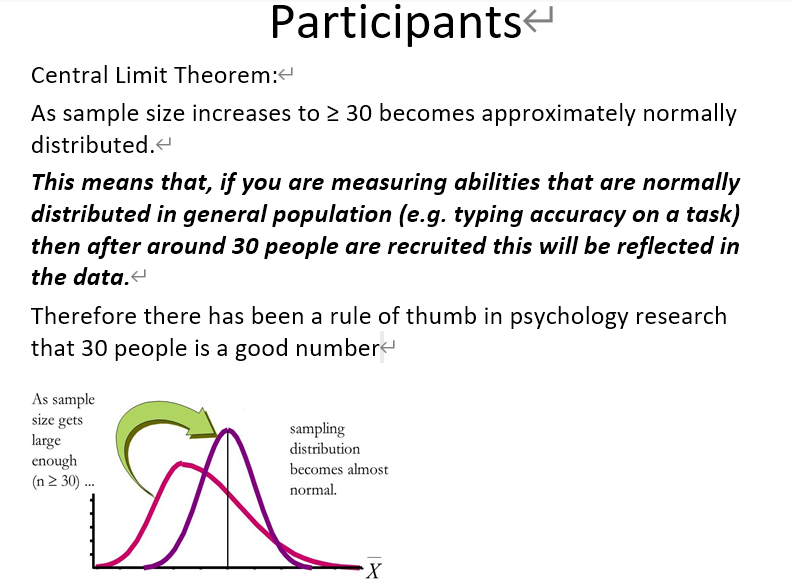 Participants
Central Limit Theorem:
As sample size increases to ≥ 30 becomes approximately normally
distributed.
This means that, if you are measuring abilities that are normally
distributed in general population (e.g. typing accuracy on a task)
then after around 30 people are recruited this will be reflected in
the data.
Therefore there has been a rule of thumb in psychology research
that 30 people is a good number
As sample
size gets
large
enough
(n ≥ 30) ...
sampling
distribution
becomes almost
normal.
X̅